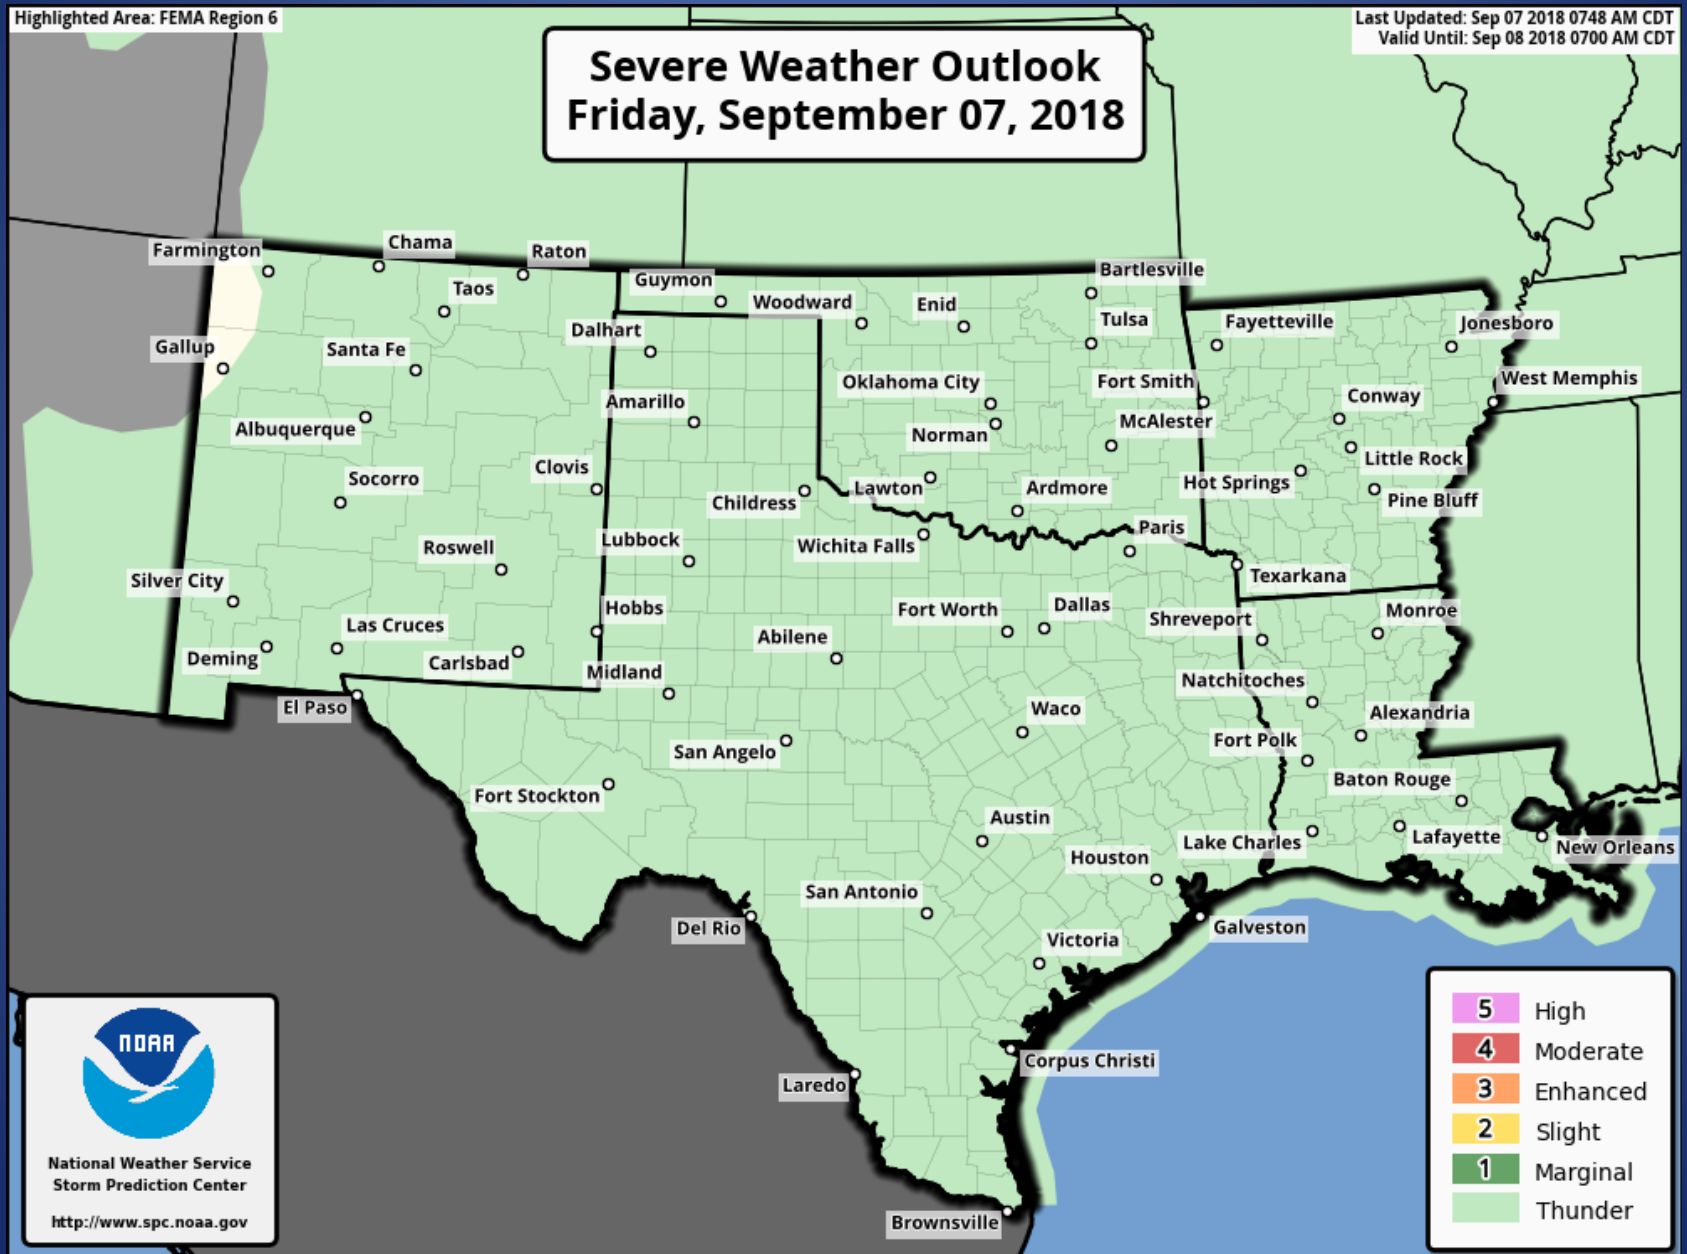 Highlighted Area: FEMA Region 6
Last Updated: Sep 07 2018 0748 AM CDT
Valid Until: Sep 08 2018 0700 AM CDT
Severe Weather Outlook
Friday, September 07, 2018
Farmington
Chama
Raton
Taos
Guymon
Woodward
Enid
Bartlesville
Tulsa
Fayetteville
Jonesboro
Gallup
Santa Fe
Dalhart
Oklahoma City
Fort Smith
West Memphis
Conway
Albuquerque
Amarillo
Norman
McAlester
Little Rock
Socorro
Clovis
Childress
Lawton
Ardmore
Hot Springs
Pine Bluff
Roswell
Lubbock
Wichita Falls
Paris
Texarkana
Silver City
Las Cruces
Hobbs
Abilene
Fort Worth
Dallas
Shreveport
Monroe
Deming
Carlsbad
Midland
Natchitoches
El Paso
San Angelo
Waco
Fort Polk
Alexandria
Fort Stockton
Baton Rouge
Austin
Lake Charles
Lafayette
New Orleans
Houston
San Antonio
Del Rio
Galveston
Victoria
Corpus Christi
Laredo
Brownsville
NOAA
National Weather Service
Storm Prediction Center
http://www.spc.noaa.gov
5 High
4 Moderate
3 Enhanced
2 Slight
1 Marginal
Thunder